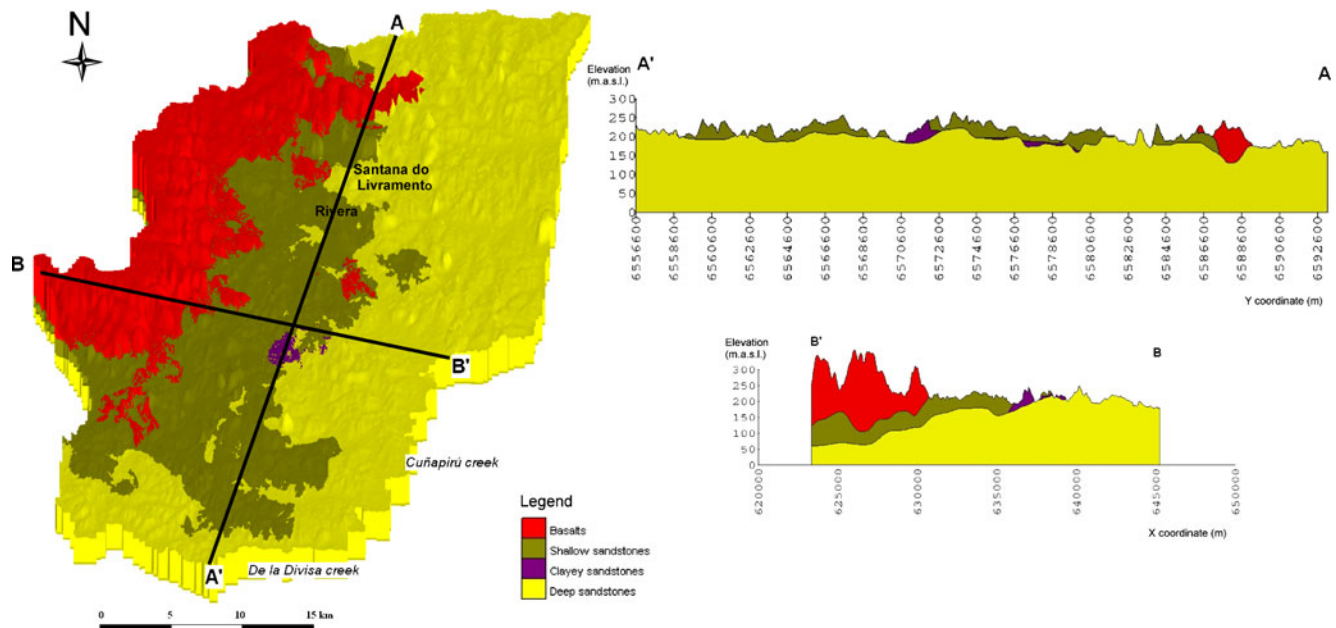 N
A
Santana do
Livramento
Rivera
B
B'
Cuñapirú creek
De la Divisa creek
A'
0 5 10 15 km
Legend
Basalts
Shallow sandstones
Clayey sandstones
Deep sandstones
Elevation
(m.a.s.l.)
A'
A
300
250
200
150
100
50
0
6556600
6558600
6560600
6562600
6564600
6566600
6568600
6570600
6572600
6574600
6576600
6578600
6580600
6582600
6584600
6586600
6588600
6590600
6592600
Y coordinate (m)
Elevation
(m.a.s.l.)
B'
B
300
250
200
150
100
50
0
620000
625000
630000
635000
640000
645000
650000
X coordinate (m)